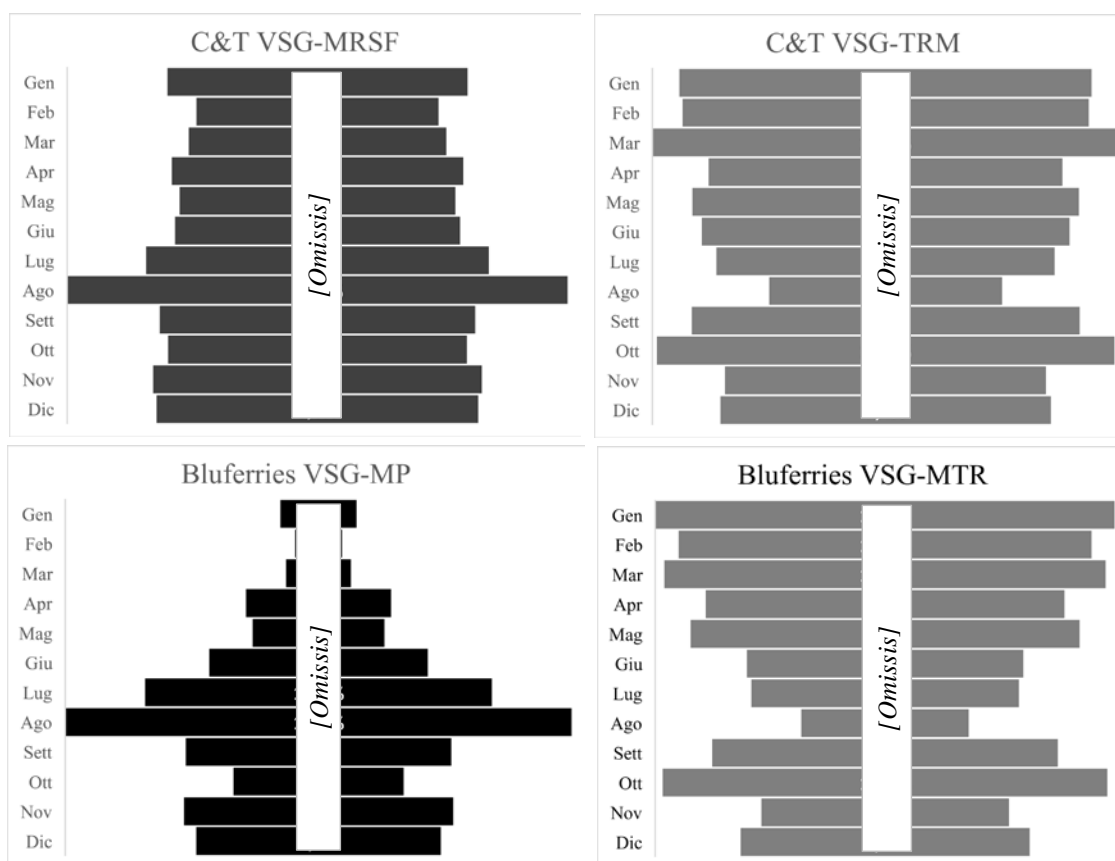 C&T VSG-MRSF
Gen
Feb
Mar
Apr
Mag
Giu
Lug
Ago
Sett
Ott
Nov
Dic
[Omissis]
C&T VSG-TRM
Gen
Feb
Mar
Apr
Mag
Giu
Lug
Ago
Sett
Ott
Nov
Dic
[Omissis]
Bluferries VSG-MP
Gen
Feb
Mar
Apr
Mag
Giu
Lug
Ago
Sett
Ott
Nov
Dic
[Omissis]
Bluferries VSG-MTR
Gen
Feb
Mar
Apr
Mag
Giu
Lug
Ago
Sett
Ott
Nov
Dic
[Omissis]